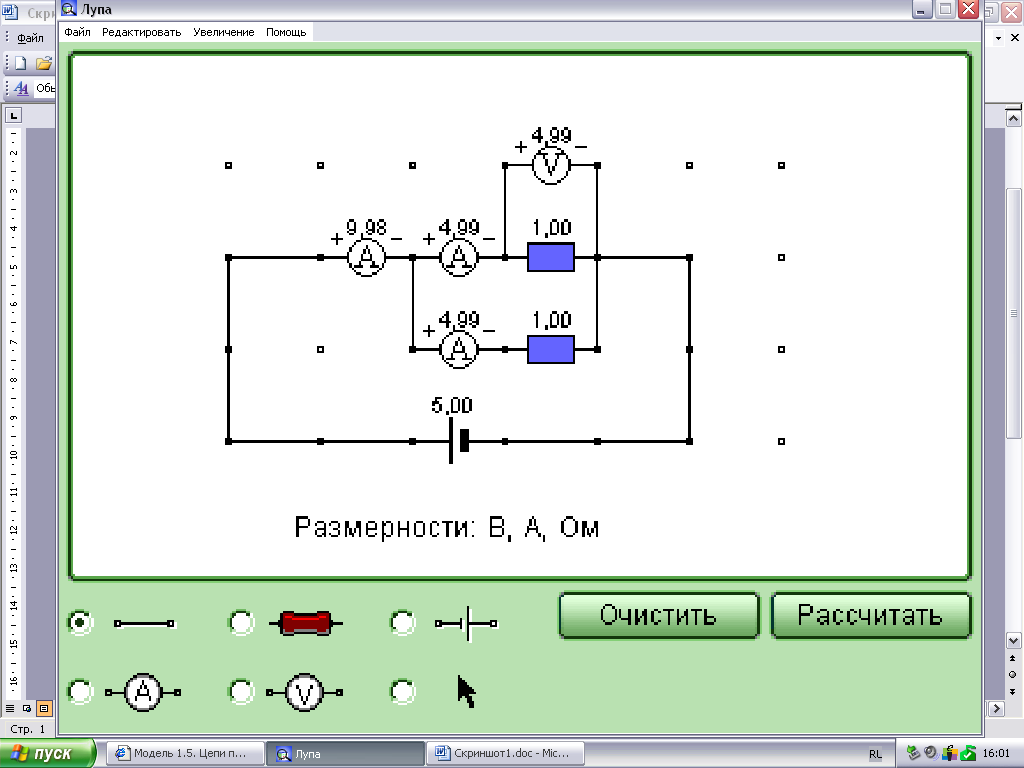 Скри
Лупа
Файл
Файл Редактировать Увеличение Помощь
Обы
4,99
+ V −
9,98 4,99 1,00
+ A − + A −
4,99 1,00
+ A −
5,00
Размерности: В, А, Ом
Очистить Рассчитать
A V
Стр. 1
пуск Модель 1.5. Цепи п... Лупа Скриншот1.doc - Mic... RL 16:01